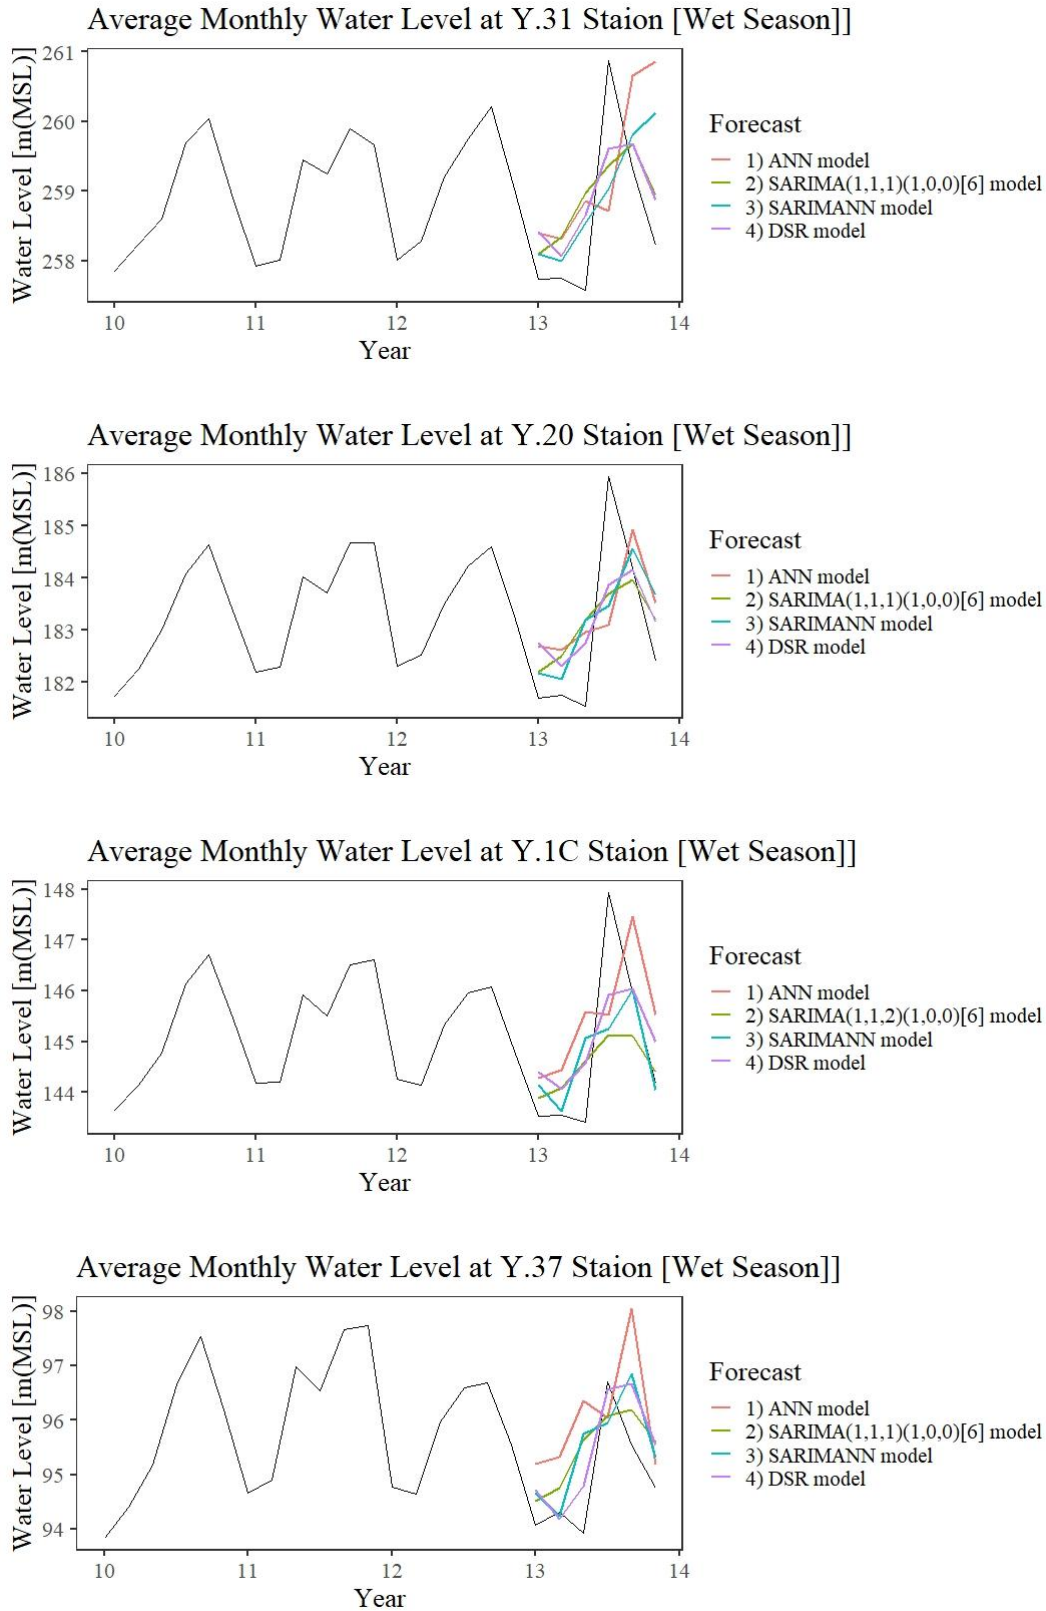 Average Monthly Water Level at Y.31 Staion [Wet Season]]
Water Level [m(MSL)]
261
260
259
258
10 11 12 13 14
Year
Forecast
1) ANN model
2) SARIMA(1,1,1)(1,0,0)[6] model
3) SARIMANN model
4) DSR model
Average Monthly Water Level at Y.20 Staion [Wet Season]]
Water Level [m(MSL)]
186
185
184
183
182
10 11 12 13 14
Year
Forecast
1) ANN model
2) SARIMA(1,1,1)(1,0,0)[6] model
3) SARIMANN model
4) DSR model
Average Monthly Water Level at Y.1C Staion [Wet Season]]
Water Level [m(MSL)]
148
147
146
145
144
10 11 12 13 14
Year
Forecast
1) ANN model
2) SARIMA(1,1,2)(1,0,0)[6] model
3) SARIMANN model
4) DSR model
Average Monthly Water Level at Y.37 Staion [Wet Season]]
Water Level [m(MSL)]
98
97
96
95
94
10 11 12 13 14
Year
Forecast
1) ANN model
2) SARIMA(1,1,1)(1,0,0)[6] model
3) SARIMANN model
4) DSR model